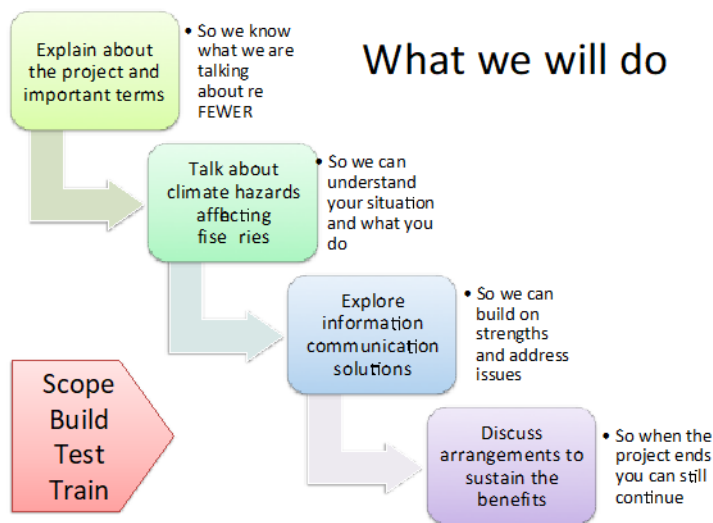 What we will do
Explain about
the project and
important terms
• So we know
what we are
talking
about re
FEWER
Talk about
climate hazards
affecting
fise ries
• So we can
understand
your situation
and what you
do
Explore
information
communication
solutions
• So we can
build on
strengths
and address
issues
Discuss
arrangements to
sustain the
benefits
• So when the
project ends
you can still
continue
Scope
Build
Test
Train